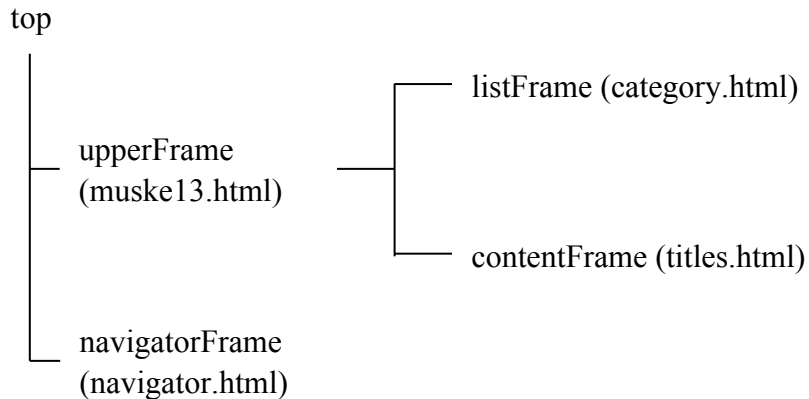 top
listFrame (category.html)
upperFrame
(muske13.html)
contentFrame (titles.html)
navigatorFrame
(navigator.html)